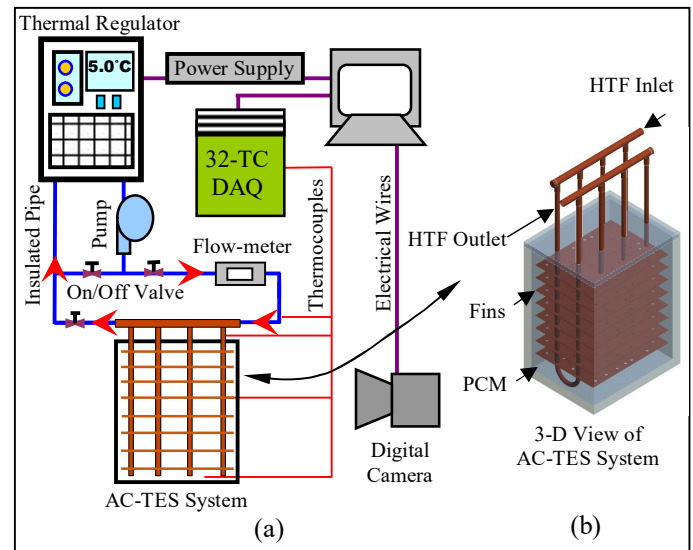 Thermal Regulator
5.0°C
Power Supply
32-TC
DAQ
Insulated Pipe
Pump
Flow-meter
On/Off Valve
Thermocouples
Electrical Wires
Digital
Camera
AC-TES System
(a)
HTF Inlet
HTF Outlet
Fins
PCM
3-D View of
AC-TES System
(b)